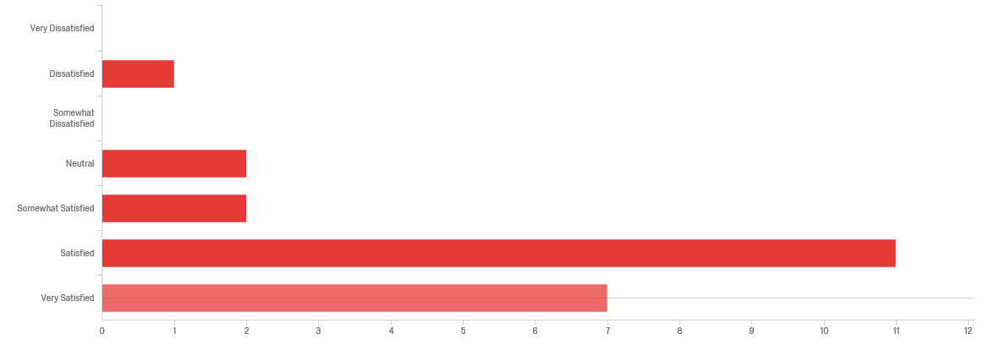 Very Dissatisfied
Dissatisfied
Somewhat
Dissatisfied
Neutral
Somewhat Satisfied
Satisfied
Very Satisfied
0 1 2 3 4 5 6 7 8 9 10 11 12